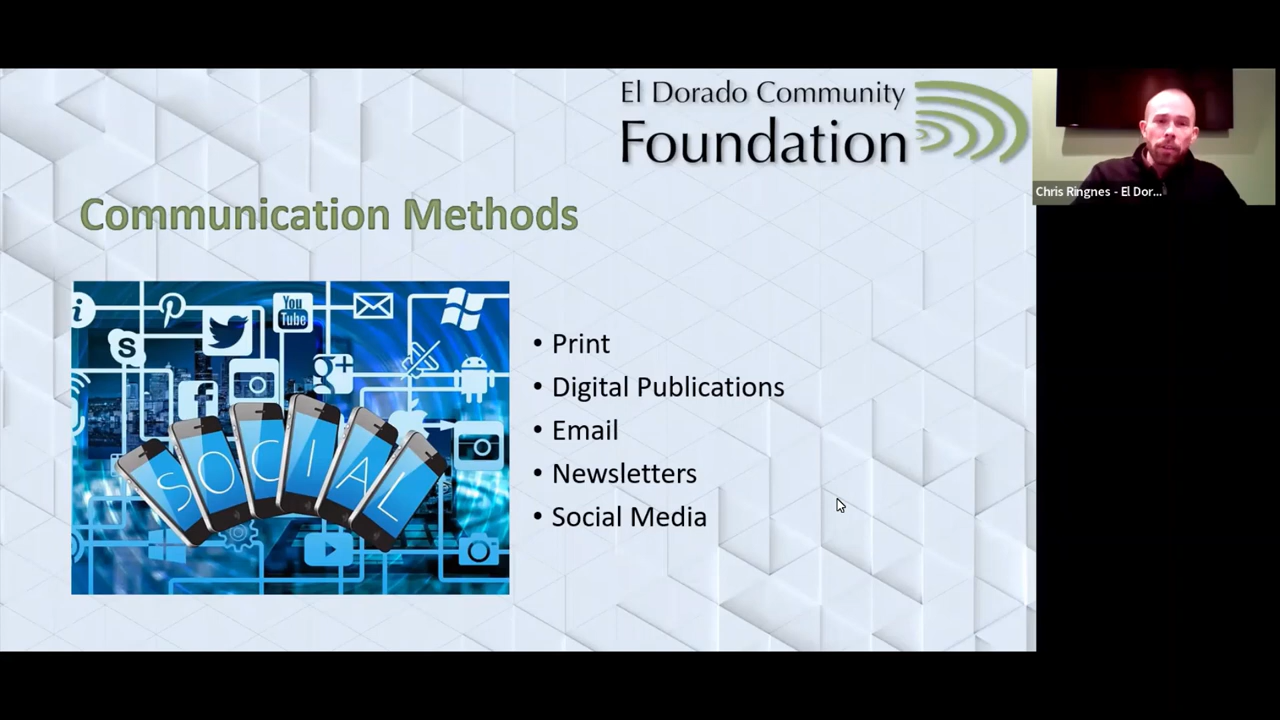 El Dorado Community
Foundation
Chris Ringnes - El Dor...
Communication Methods
You
Tube
SOCIAL
• Print
• Digital Publications
• Email
• Newsletters
• Social Media